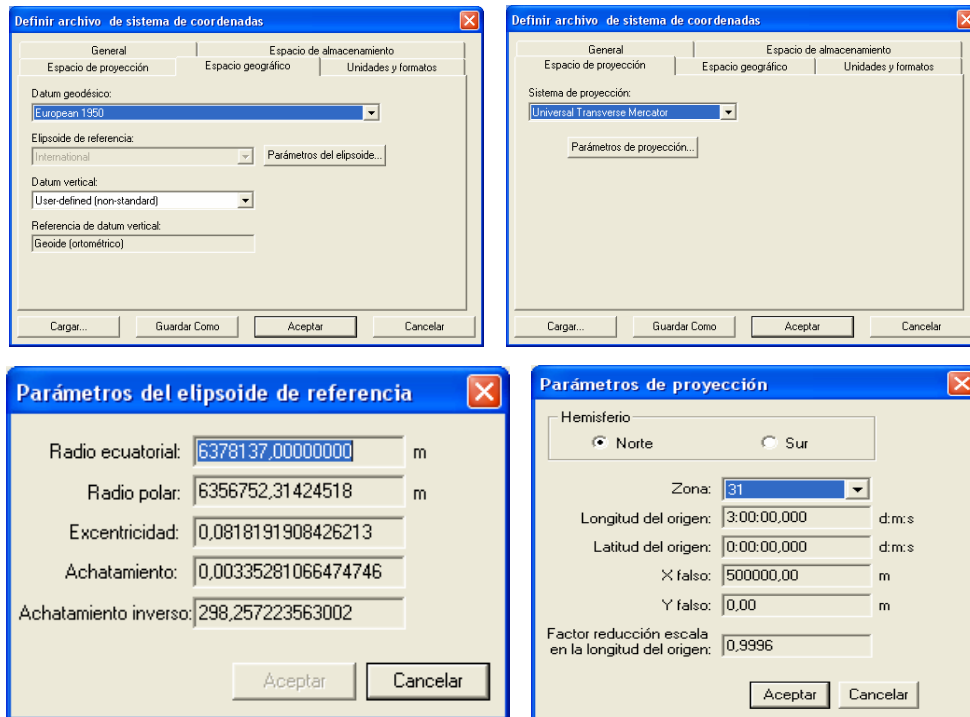 Definir archivo de sistema de coordenadas
General
Espacio de almacenamiento
Espacio de proyección
Espacio geográfico
Unidades y formatos
Datum geodésico:
European 1950
Elipsoide de referencia:
International
Parámetros del elipsoide...
Datum vertical:
User-defined (non-standard)
Referencia de datum vertical:
Geoide (ortométrico)
Cargar...
Guardar Como
Aceptar
Cancelar
Definir archivo de sistema de coordenadas
General
Espacio de almacenamiento
Espacio de proyección
Espacio geográfico
Unidades y formatos
Sistema de proyección:
Universal Transverse Mercator
Parámetros de proyección...
Cargar...
Guardar Como
Aceptar
Cancelar
Parámetros del elipsoide de referencia
Radio ecuatorial: 6378137,00000000 m
Radio polar: 6356752,31424518 m
Excentricidad: 0,0818191908426213
Achatamiento: 0,00335281066474746
Achatamiento inverso: 298,257223563002
Aceptar
Cancelar
Parámetros de proyección
Hemisferio
Norte
Sur
Zona: 31
Longitud del origen: 3:00:00,000 d:m:s
Latitud del origen: 0:00:00,000 d:m:s
X falso: 500000,00 m
Y falso: 0,00 m
Factor reducción escala
en la longitud del origen: 0,9996
Aceptar
Cancelar